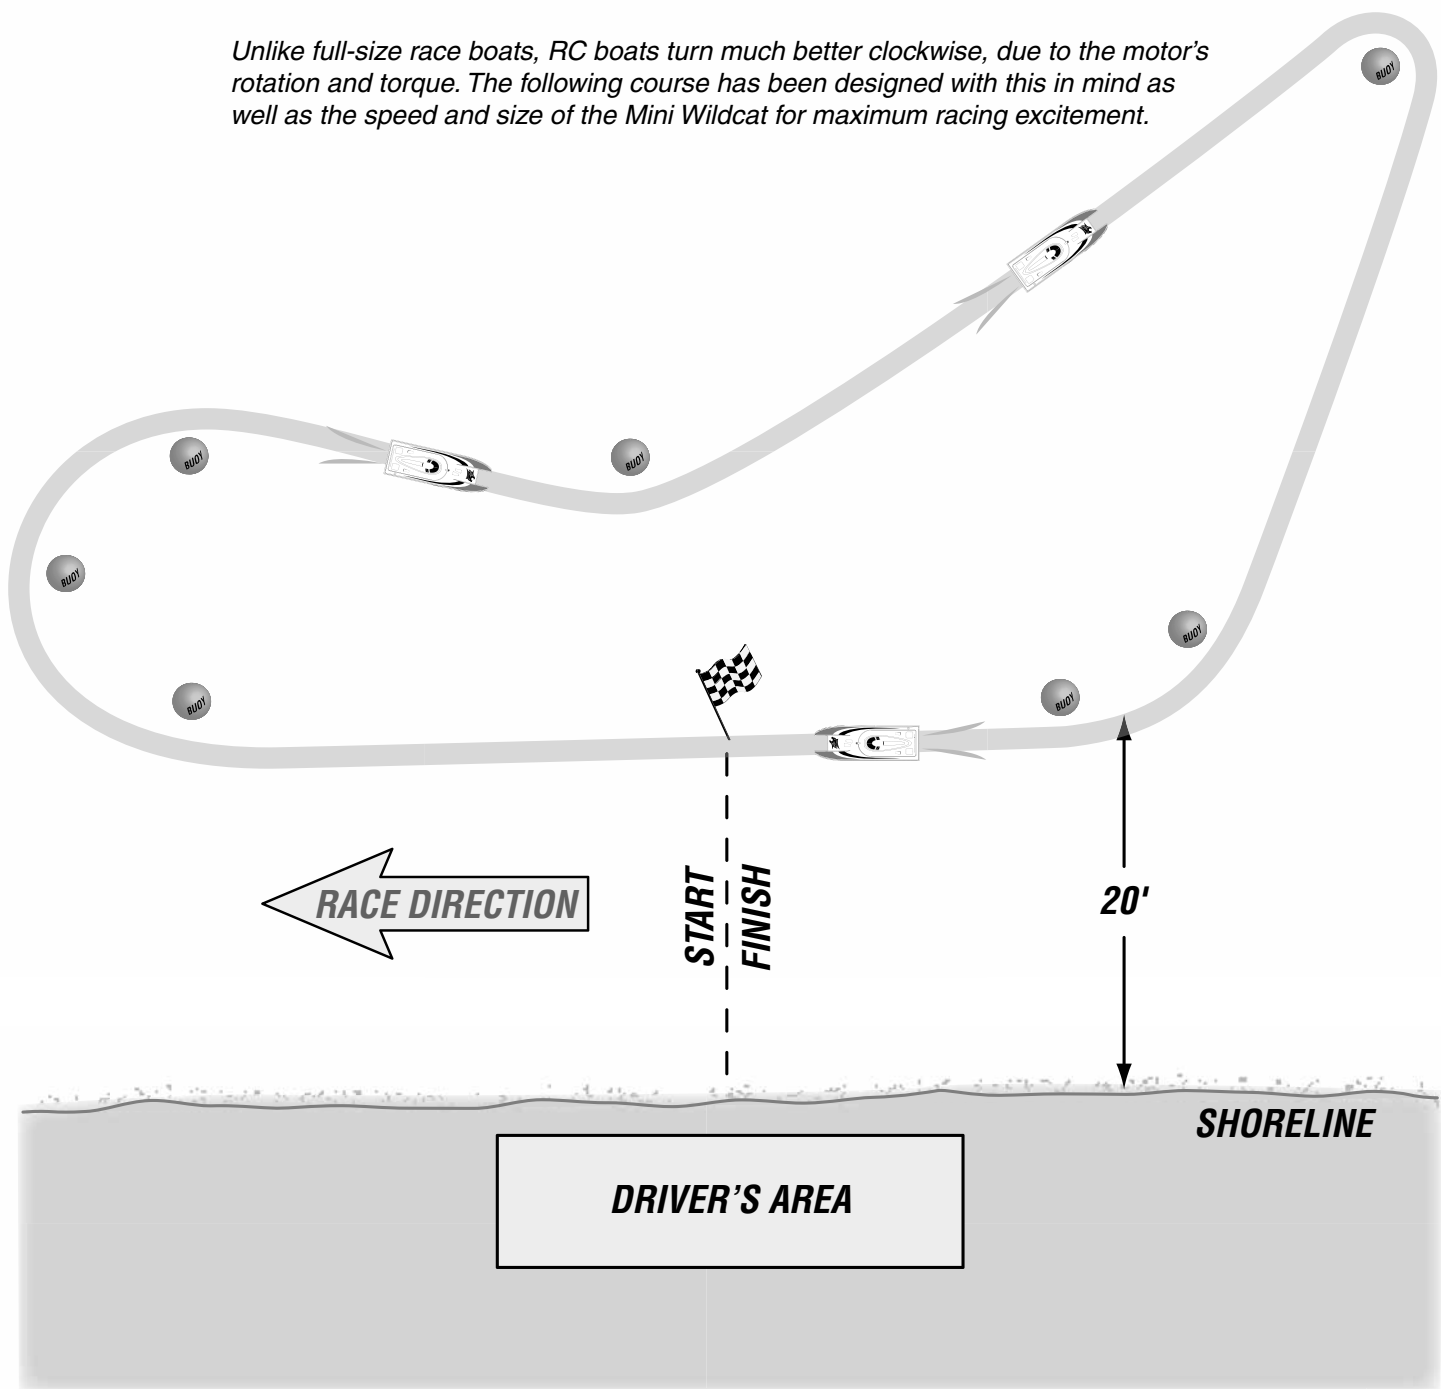 Unlike full-size race boats, RC boats turn much better clockwise, due to the motor's
rotation and torque. The following course has been designed with this in mind as
well as the speed and size of the Mini Wildcat for maximum racing excitement.
BUOY
BUOY
BUOY
BUOY
BUOY
BUOY
BUOY
RACE DIRECTION
START
FINISH
20'
SHORELINE
DRIVER'S AREA